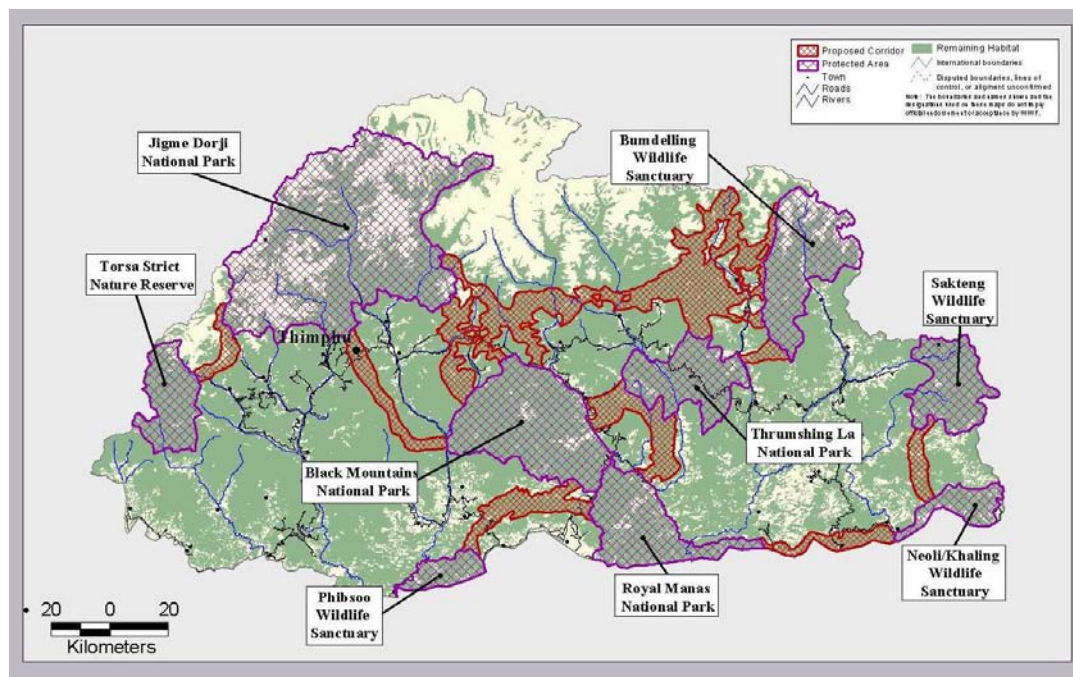 Proposed Corridor
Protected Area
Town
Roads
Rivers
Remaining Habitat
International boundaries
Disputed boundaries, lines of
control, or aligment unconfirmed
Jigme Dorji
National Park
Bumdelling
Wildlife
Sanctuary
Torsa Strict
Nature Reserve
Sakteng
Wildlife
Sanctuary
Thimphu
Thrumshing La
National Park
Black Mountains
National Park
Neoli/Khaling
Wildlife
Sanctuary
Royal Manas
National Park
Phibsoo
Wildlife
Sanctuary
20 0 20
Kilometers